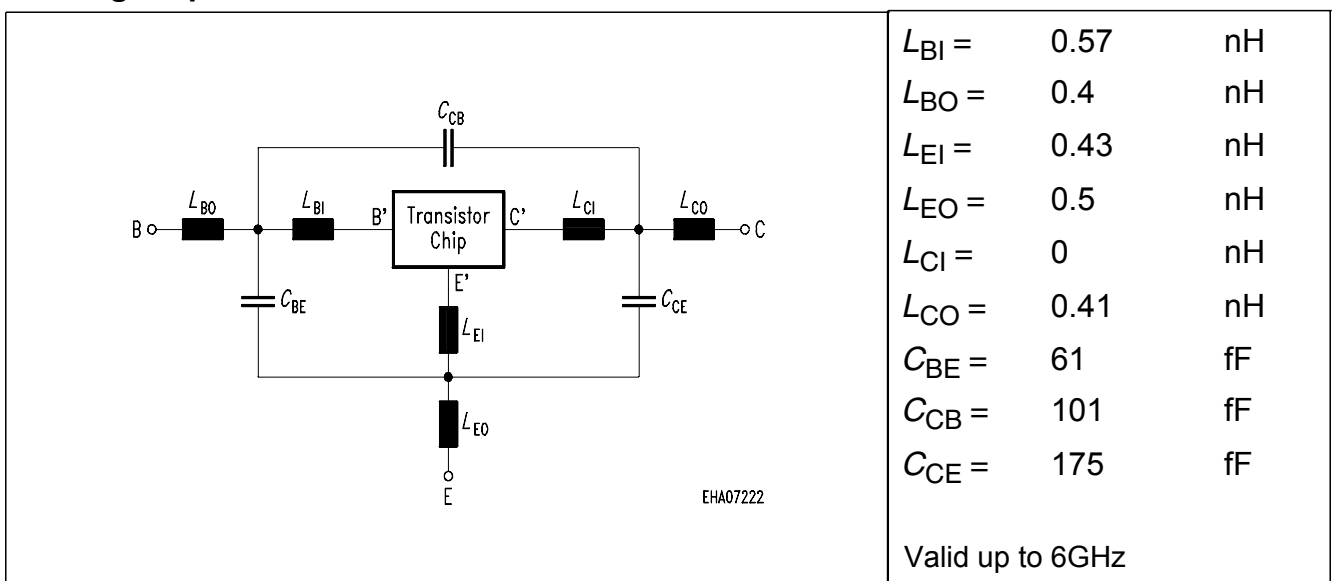 C_CB
L_BO
L_BI
B'
Transistor
Chip
C'
L_CI
L_CO
B
C
E'
C_BE
L_EI
C_CE
L_EO
E
EHA07222
L_BI = 0.57 nH
L_BO = 0.4 nH
L_EI = 0.43 nH
L_EO = 0.5 nH
L_CI = 0 nH
L_CO = 0.41 nH
C_BE = 61 fF
C_CB = 101 fF
C_CE = 175 fF
Valid up to 6GHz